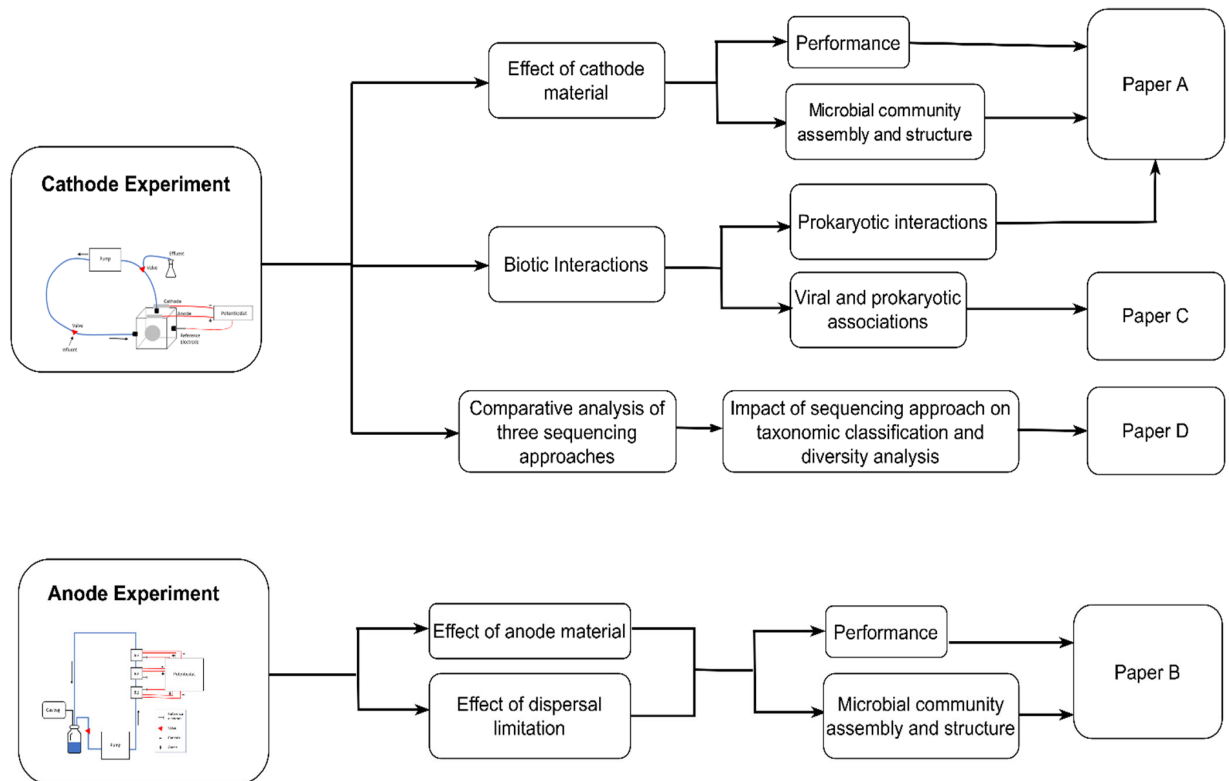 Performance
Effect of cathode
material
Paper A
Microbial community
assembly and structure
Cathode Experiment
Pump
Effluent
Valve
Cathode
Anode
Potentiostat
Valve
Influent
Reference
Electrode
Prokaryotic interactions
Biotic Interactions
Viral and prokaryotic
associations
Paper C
Comparative analysis of
three sequencing
approaches
Impact of sequencing approach on
taxonomic classification and
diversity analysis
Paper D
Anode Experiment
Potentiostat
Pump
Valve
Effect of anode material
Performance
Paper B
Effect of dispersal
limitation
Microbial community
assembly and structure